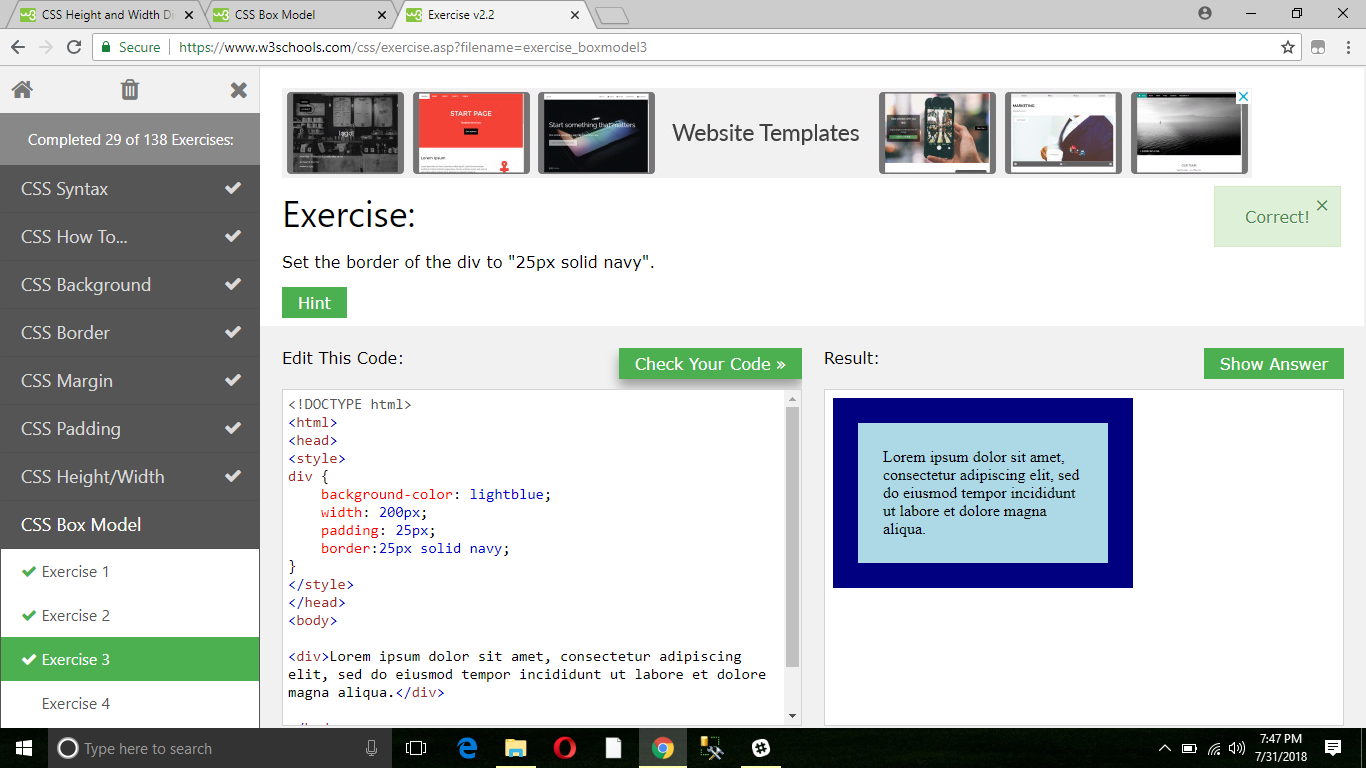 CSS Height and Width Di
CSS Box Model
Exercise v2.2
Secure
https://www.w3schools.com/css/exercise.asp?filename=exercise_boxmodel3
Completed 29 of 138 Exercises:
CSS Syntax
CSS How To...
CSS Background
CSS Border
CSS Margin
CSS Padding
CSS Height/Width
CSS Box Model
Exercise 1
Exercise 2
Exercise 3
Exercise 4
START PAGE
Start something that matters
Website Templates
MARKETING
Exercise:
Correct!
Set the border of the div to "25px solid navy".
Hint
Edit This Code:
Check Your Code »
<!DOCTYPE html>
<html>
<head>
<style>
div {
    background-color: lightblue;
    width: 200px;
    padding: 25px;
    border:25px solid navy;
}
</style>
</head>
<body>
<div>Lorem ipsum dolor sit amet, consectetur adipiscing
elit, sed do eiusmod tempor incididunt ut labore et dolore
magna aliqua.</div>
Result:
Show Answer
Lorem ipsum dolor sit amet,
consectetur adipiscing elit, sed
do eiusmod tempor incididunt
ut labore et dolore magna
aliqua.
Type here to search
7:47 PM
7/31/2018